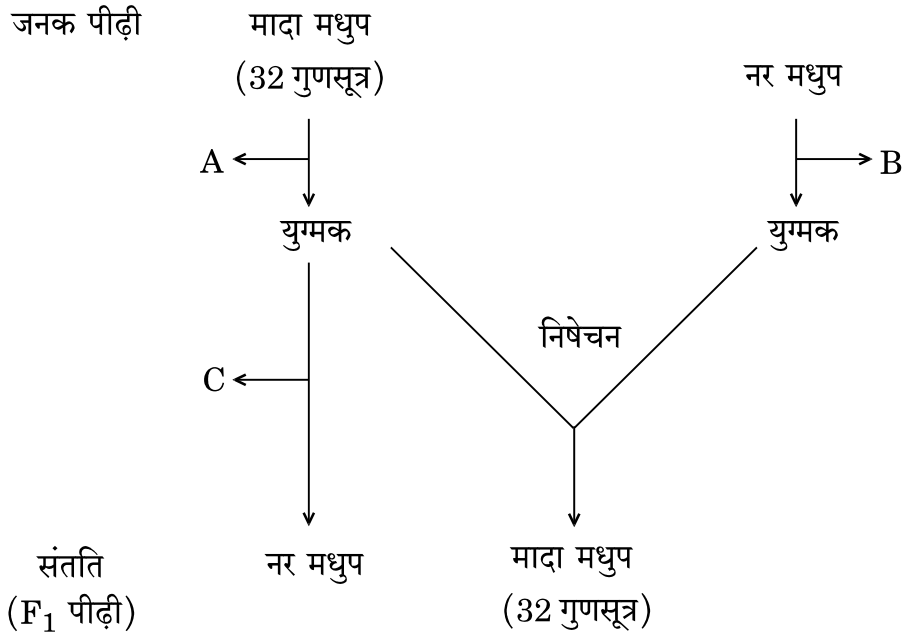 जनक पीढ़ी
मादा मधुप
(32 गुणसूत्र)
नर मधुप
A
B
युग्मक
युग्मक
निषेचन
C
संतति
(F₁ पीढ़ी)
नर मधुप
मादा मधुप
(32 गुणसूत्र)